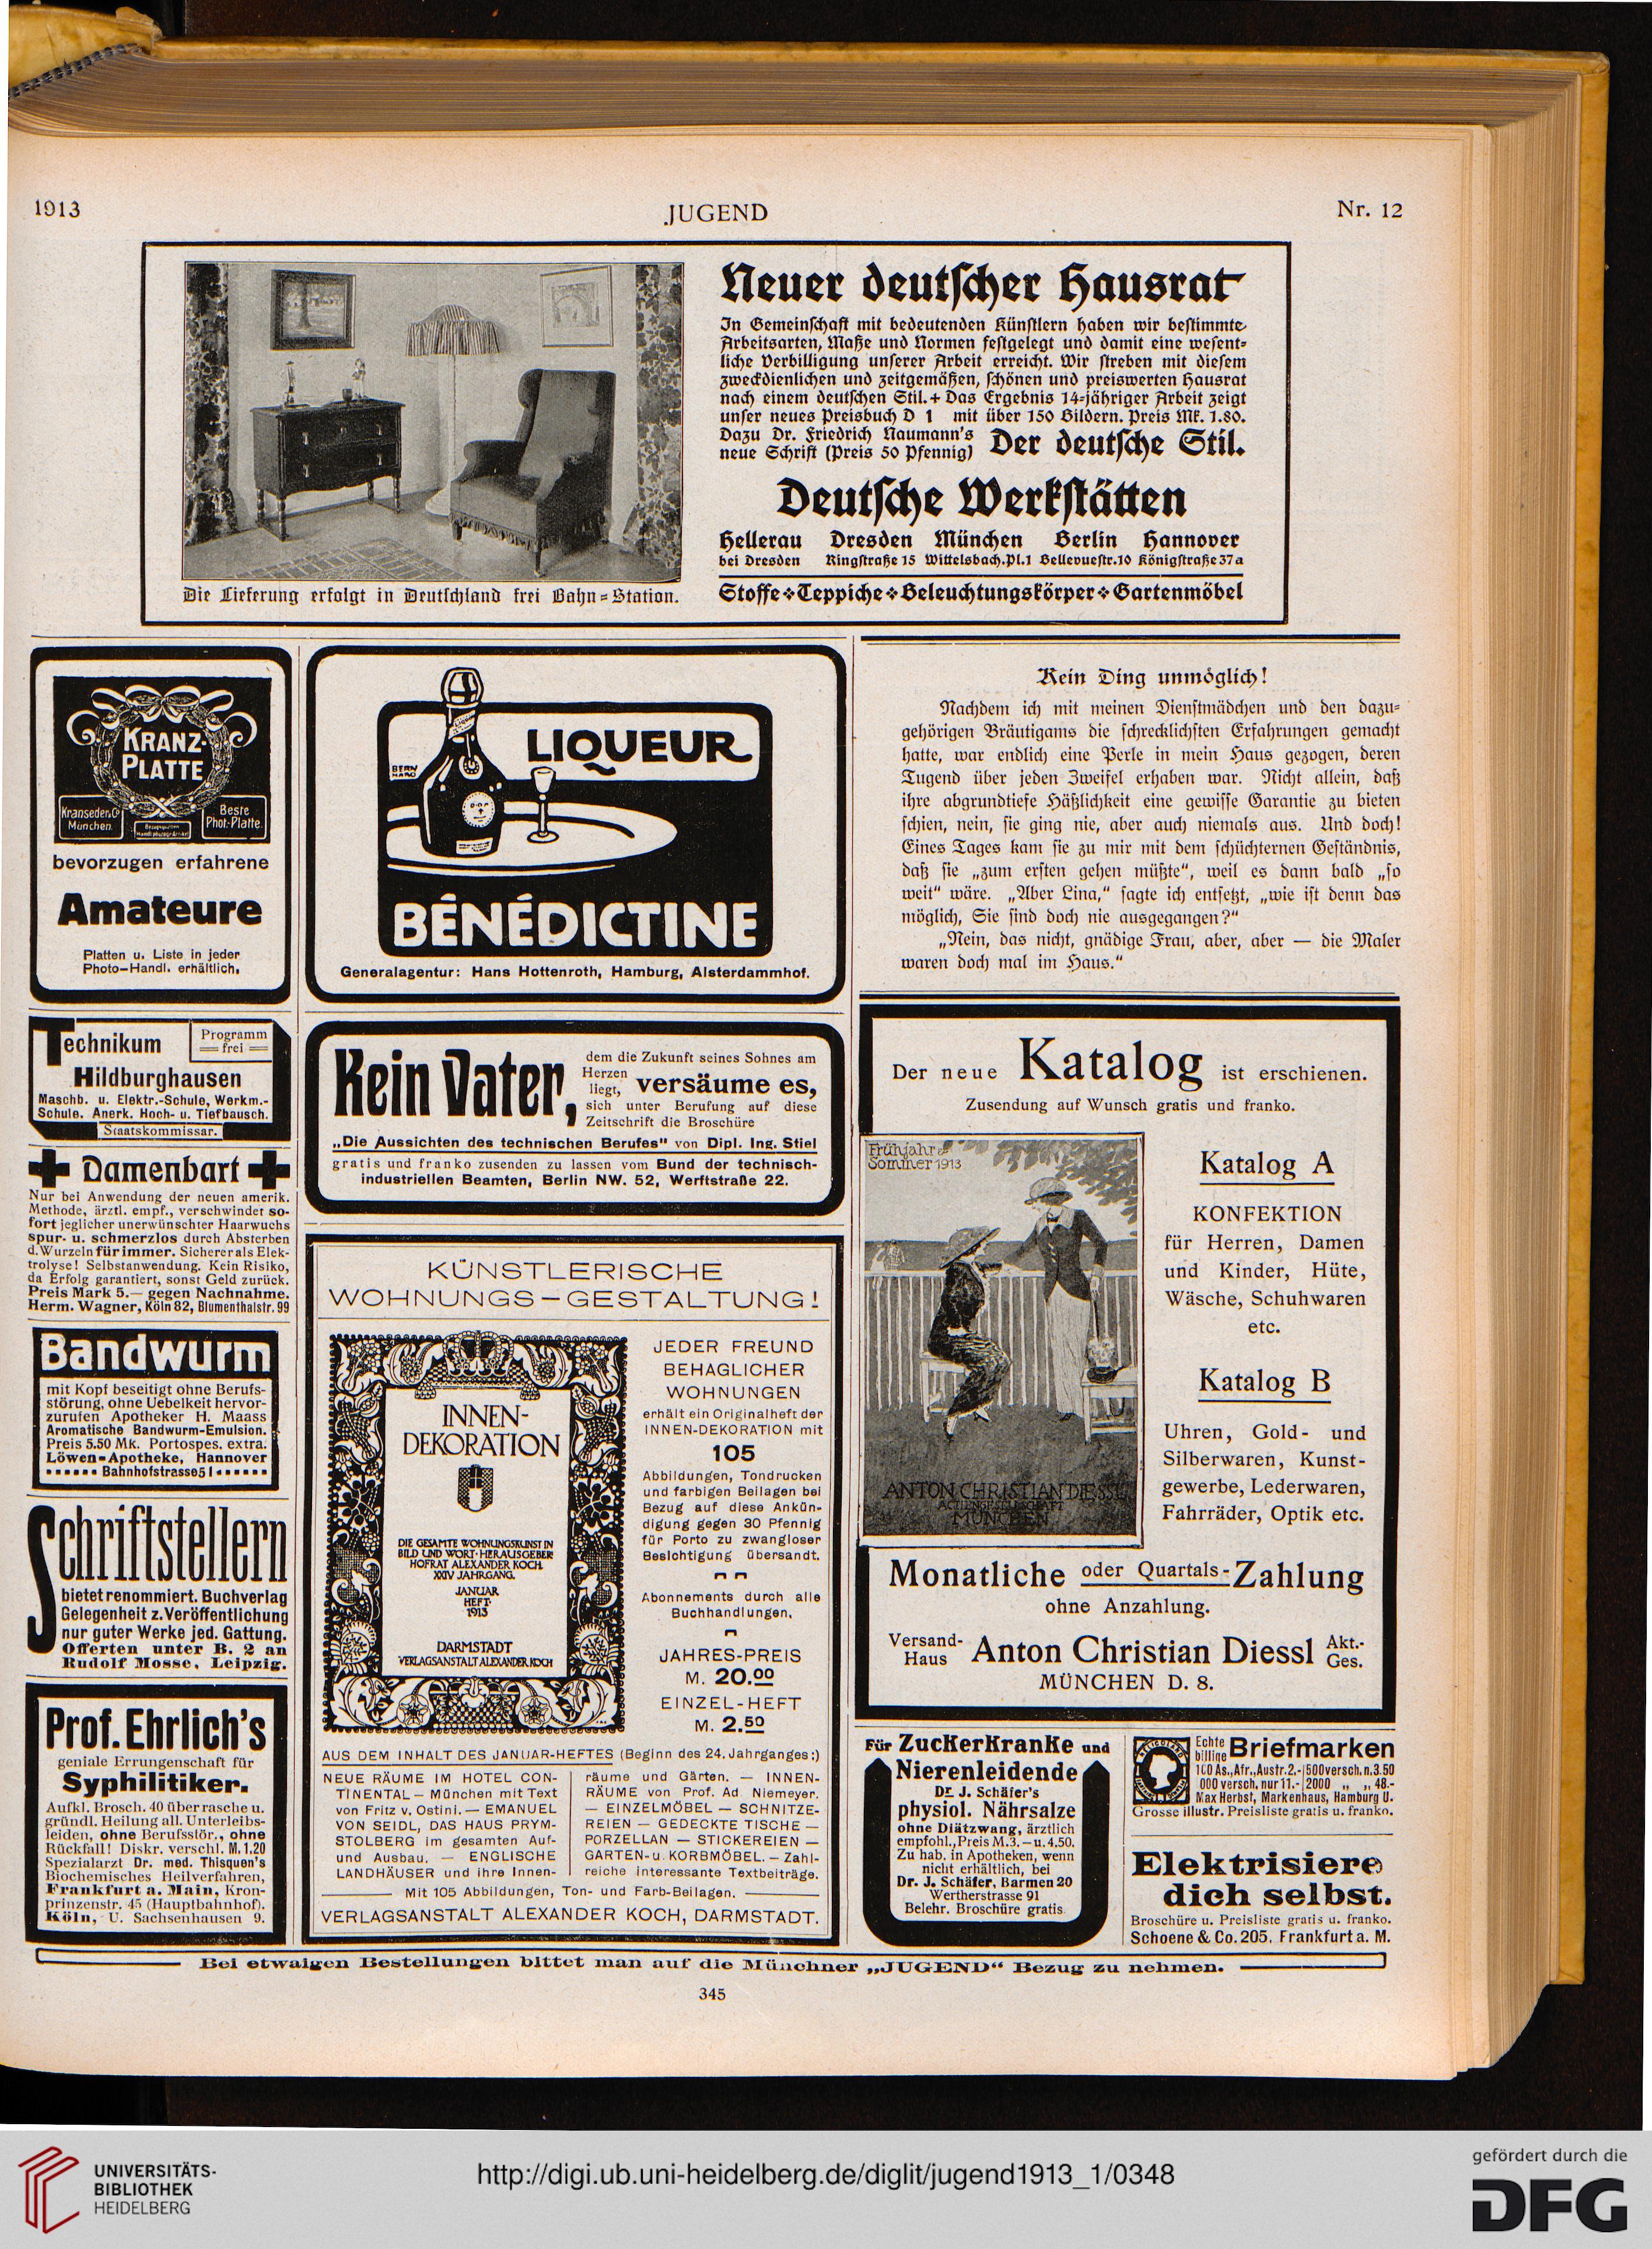 1913
JUGEND
Nr. 12
Neuer deutscher Hausrat
In Gemeinschaft mit bedeutenden Künstlern haben wir bestimmte
Arbeitsarten, Maße und Normen festgelegt und damit eine wesent-
liche Verbilligung unserer Arbeit erreicht. Wir streben mit diesem
zweckdienlichen und zeitgemäßen, schönen und preiswerten Hausrat
nach einem deutschen Stil. + Das Ergebnis 14-jähriger Arbeit zeigt
unser neues Preisbuch D 1 mit über 150 Bildern. Preis Mk. 1.80.
Dazu Dr. Friedrich Naumann's
neue Schrift (Preis 50 Pfennig)
Der deutsche Stil.
Deutsche Werkstätten
Hellerau Dresden München Berlin Hannover
bei Dresden Ringstraße 15 Wittelsbach.Pl.1 Bellevuestr.10 Königstraße 37a
Stoffe Teppiche Beleuchtungskörper Gartenmöbel
Die Lieferung erfolgt in Deutschland frei Bahn=Station.
KRANZ-
PLATTE
Kranseder&Co
München.
Beste
Phot-Platte.
bevorzugen erfahrene
Amateure
Platten u. Liste in jeder
Photo-Handl. erhältlich.
LIQUEUR
BERN
HARD
BÉNÉDICTINE
Generalagentur: Hans Hottenroth, Hamburg, Alsterdammhof.
Kein Ding unmöglich!
Nachdem ich mit meinen Dienstmädchen und den dazu=
gehörigen Bräutigams die schrecklichsten Erfahrungen gemacht
hatte, war endlich eine Perle in mein Haus gezogen, deren
Tugend über jeden Zweifel erhaben war. Nicht allein, daß
ihre abgrundtiefe Häßlichkeit eine gewisse Garantie zu bieten
schien, nein, sie ging nie, aber auch niemals aus. Und doch!
Eines Tages kam sie zu mir mit dem schüchternen Geständnis,
daß sie „zum ersten gehen müßte", weil es dann bald „so
weit" wäre. „Aber Lina," sagte ich entsetzt, „wie ist denn das
möglich, Sie sind doch nie ausgegangen?"
„Nein, das nicht, gnädige Frau, aber, aber — die Maler
waren doch mal im Haus."
Technikum
Programm
frei
Hildburghausen
Maschb. u. Elektr.-Schule, Werkm.-
Schule. Anerk. Hoch- u. Tiefbausch.
Staatskommissar.
Damenbart
Nur bei Anwendung der neuen amerik.
Methode, ärztl. empf., verschwindet so-
fort jeglicher unerwünschter Haarwuchs
spur- u. schmerzlos durch Absterben
d. Wurzeln für immer. Sicherer als Elek-
trolyse! Selbstanwendung. Kein Risiko,
da Erfolg garantiert, sonst Geld zurück.
Preis Mark 5.— gegen Nachnahme.
Herm. Wagner, Köln 82, Blumenthalstr. 99
Bandwurm
mit Kopf beseitigt ohne Berufs-
störung, ohne Uebelkeit hervor-
zurufen Apotheker H. Maass
Aromatische Bandwurm-Emulsion.
Preis 5.50 Mk. Portospes. extra.
Löwen-Apotheke, Hannover
Bahnhofstrasse 51
Schriftstellern
bietet renommiert. Buchverlag
Gelegenheit z. Veröffentlichung
nur guter Werke jed. Gattung.
Offerten unter B. 2 an
Rudolf Mosse, Leipzig.
Prof. Ehrlich's
geniale Errungenschaft für
Syphilitiker.
Aufkl. Brosch. 40 über rasche u.
gründl. Heilung all. Unterleibs-
leiden, ohne Berufsstör., ohne
Rückfall! Diskr. verschl. M. 1.20
Spezialarzt Dr. med. Thisquen's
Biochemisches Heilverfahren,
Frankfurt a. Main, Kron-
prinzenstr. 45 (Hauptbahnhof).
Köln, U. Sachsenhausen 9.
Kein Vater,
dem die Zukunft seines Sohnes am
Herzen
liegt, versäume es,
sich unter Berufung auf diese
Zeitschrift die Broschüre
„Die Aussichten des technischen Berufes" von Dipl. Ing. Stiel
gratis und franko zusenden zu lassen vom Bund der technisch-
industriellen Beamten, Berlin NW. 52, Werftstraße 22.
KÜNSTLERISCHE
WOHNUNGS-GESTALTUNG!
INNEN-
DEKORATION
DIE GESAMTE WOHNUNGSKUNST IN
BILD UND WORT· HERAUSGEBER
HOFRAT ALEXANDER KOCH.
XXIV JAHRGANG.
JANUAR
HEFT·
1913
DARMSTADT
VERLAGSANSTALT ALEXANDER KOCH
JEDER FREUND
BEHAGLICHER
WOHNUNGEN
erhält ein Originalheft der
INNEN-DEKORATION mit
105
Abbildungen, Tondrucken
und farbigen Beilagen bei
Bezug auf diese Ankün-
digung gegen 30 Pfennig
für Porto zu zwangloser
Besichtigung übersandt.
Abonnements durch alle
Buchhandlungen.
JAHRES-PREIS
M. 20.00
EINZEL-HEFT
M. 2.50
AUS DEM INHALT DES JANUAR-HEFTES (Beginn des 24. Jahrganges:)
NEUE RÄUME IM HOTEL CON-
TINENTAL — München mit Text
von Fritz v. Ostini. — EMANUEL
VON SEIDL, DAS HAUS PRYM-
STOLBERG im gesamten Auf-
und Ausbau. — ENGLISCHE
LANDHÄUSER und ihre Innen-
räume und Gärten. — INNEN-
RÄUME von Prof. Ad Niemeyer.
— EINZELMÖBEL — SCHNITZE-
REIEN — GEDECKTE TISCHE —
PORZELLAN — STICKEREIEN —
GARTEN- u. KORBMÖBEL. — Zahl-
reiche interessante Textbeiträge.
Mit 105 Abbildungen, Ton- und Farb-Beilagen.
VERLAGSANSTALT ALEXANDER KOCH, DARMSTADT.
Der neue Katalog ist erschienen.
Zusendung auf Wunsch gratis und franko.
Frühjahr &
Sommer 1913
ANTON CHRISTIAN DIESSL
ACTIENGESELLSCHAFT
MÜNCHEN
Katalog A
KONFEKTION
für Herren, Damen
und Kinder, Hüte,
Wäsche, Schuhwaren
etc.
Katalog B
Uhren, Gold- und
Silberwaren, Kunst-
gewerbe, Lederwaren,
Fahrräder, Optik etc.
Monatliche oder Quartals-Zahlung
ohne Anzahlung.
Versand-
Haus
Anton Christian Diessl
Akt.-
Ges.
MÜNCHEN D. 8.
Für Zuckerkranke und
Nierenleidende
Dr. J. Schäfer's
physiol. Nährsalze
ohne Diätzwang, ärztlich
empfohl., Preis M. 3.— u. 4.50.
Zu hab. in Apotheken, wenn
nicht erhältlich, bei
Dr. J. Schäfer, Barmen 20
Wertherstrasse 91
Belehr. Broschüre gratis
HELIGOLAND
Echte
billige Briefmarken
100 As., Afr., Austr. 2.- 500 versch. n. 3.50
1000 versch. nur 11.- 2000 „ „ 48.-
Max Herbst, Markenhaus, Hamburg U.
Grosse illustr. Preisliste gratis u. franko.
Elektrisiere
dich selbst.
Broschüre u. Preisliste gratis u. franko.
Schoene & Co. 205, Frankfurt a. M.
Bei etwaigen Bestellungen bittet man auf die Münchner „JUGEND" Bezug zu nehmen.
345
UNIVERSITÄTS-
BIBLIOTHEK
HEIDELBERG
http://digi.ub.uni-heidelberg.de/diglit/jugend1913_1/0348
gefördert durch die
DFG